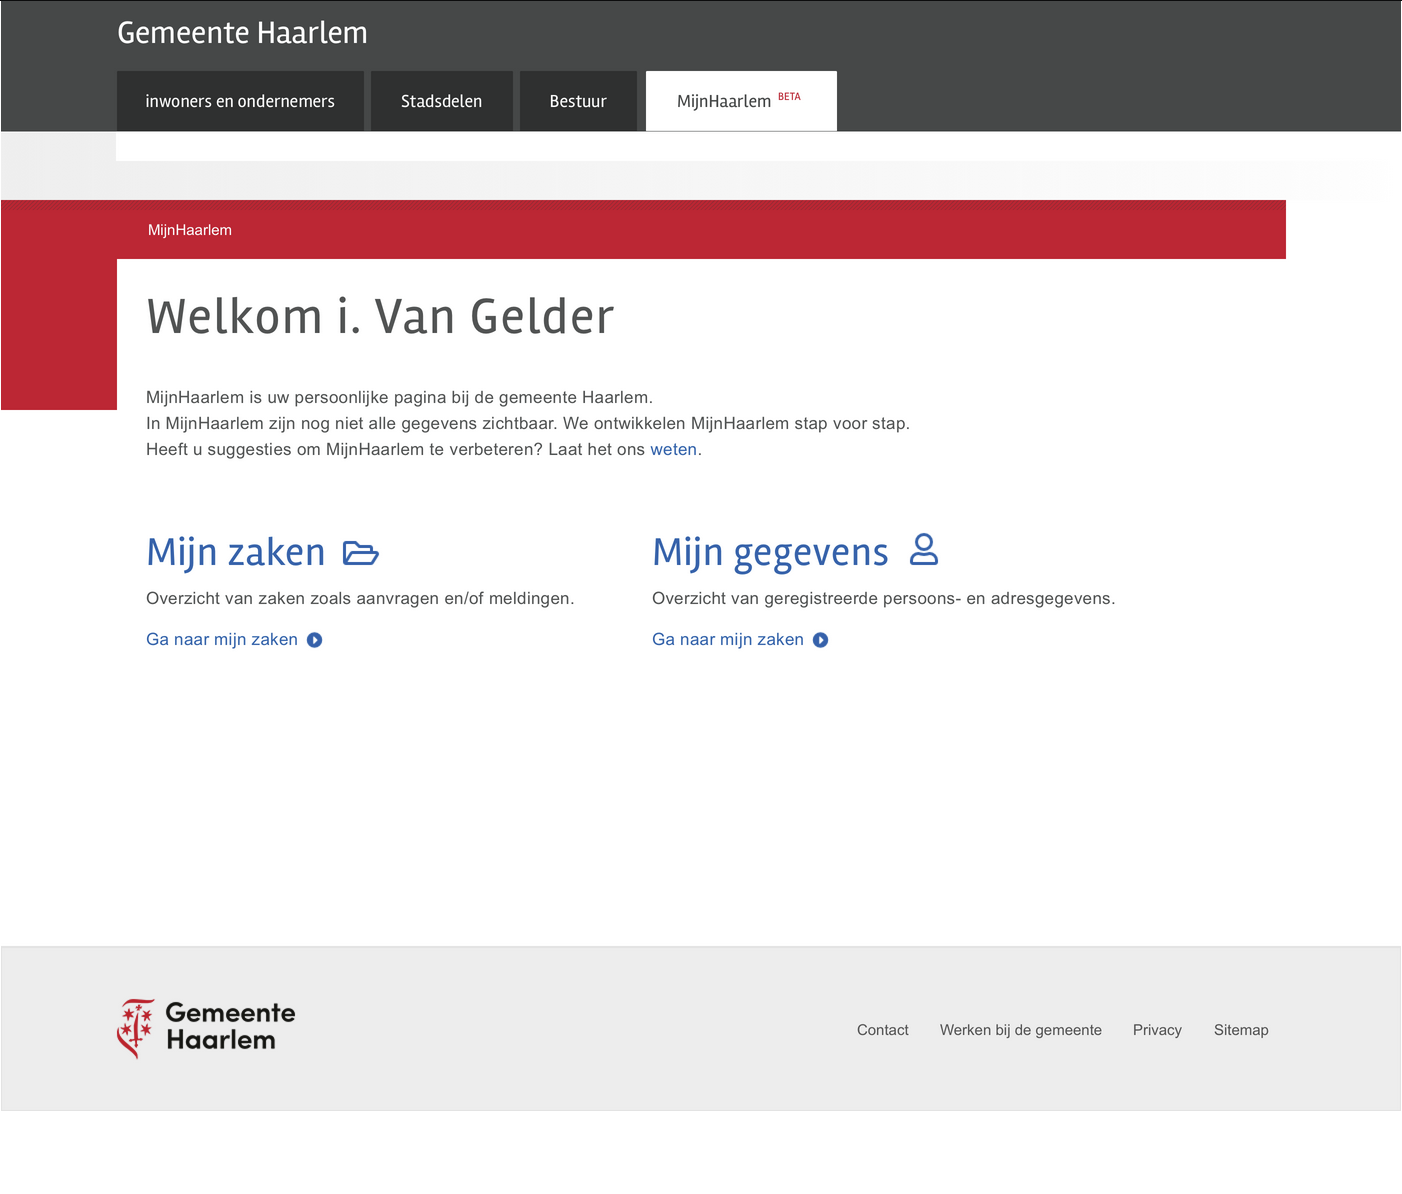 Gemeente Haarlem
inwoners en ondernemers
Stadsdelen
Bestuur
MijnHaarlem BETA
MijnHaarlem
Welkom i. Van Gelder
MijnHaarlem is uw persoonlijke pagina bij de gemeente Haarlem.
In MijnHaarlem zijn nog niet alle gegevens zichtbaar. We ontwikkelen MijnHaarlem stap voor stap.
Heeft u suggesties om MijnHaarlem te verbeteren? Laat het ons weten.
Mijn zaken
Overzicht van zaken zoals aanvragen en/of meldingen.
Ga naar mijn zaken
Mijn gegevens
Overzicht van geregistreerde persoons- en adresgegevens.
Ga naar mijn zaken
Gemeente
Haarlem
Contact
Werken bij de gemeente
Privacy
Sitemap